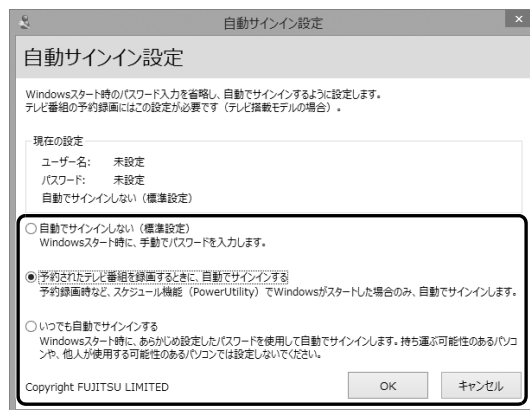 自動サインイン設定
×
自動サインイン設定
Windowsスタート時のパスワード入力を省略し、自動でサインインするように設定します。
テレビ番組の予約録画にはこの設定が必要です（テレビ搭載モデルの場合）。
現在の設定
ユーザー名: 未設定
パスワード: 未設定
自動でサインインしない（標準設定）
自動でサインインしない（標準設定）
Windowsスタート時に、手動でパスワードを入力します。
予約されたテレビ番組を録画するときに、自動でサインインする
予約録画時など、スケジュール機能（PowerUtility）でWindowsがスタートした場合のみ、自動でサインインします。
いつでも自動でサインインする
Windowsスタート時に、あらかじめ設定したパスワードを使用して自動でサインインします。持ち運ぶ可能性のあるパソコ
ンや、他人が使用する可能性のあるパソコンでは設定しないでください。
Copyright FUJITSU LIMITED
OK
キャンセル